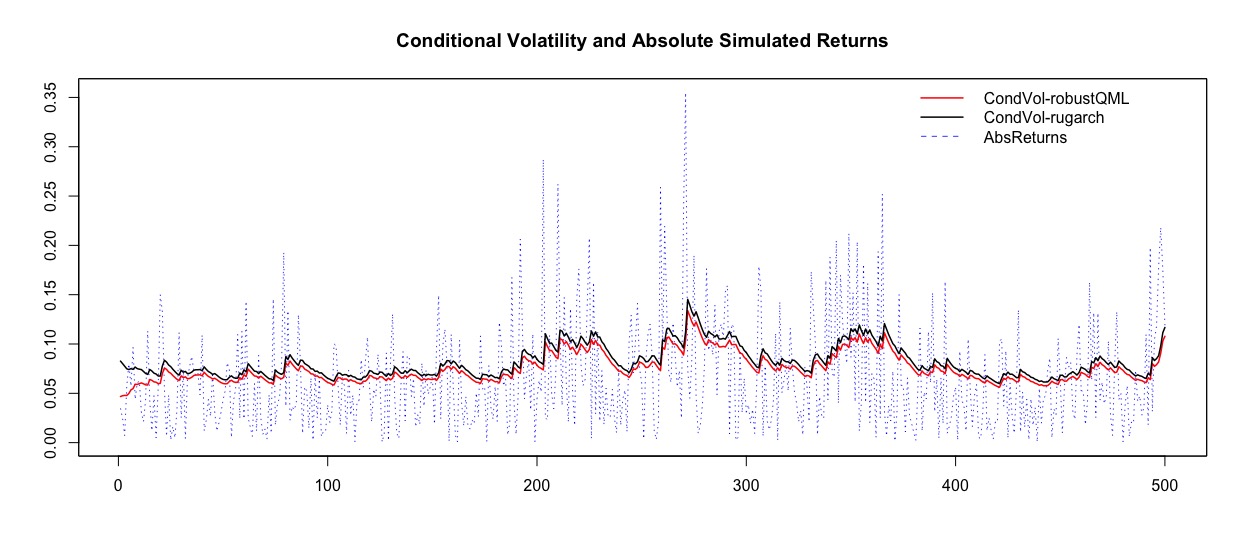 Conditional Volatility and Absolute Simulated Returns
0.35
0.30
0.25
0.20
0.15
0.10
0.05
0.00
CondVol-robustQML
CondVol-rugarch
AbsReturns
0 100 200 300 400 500